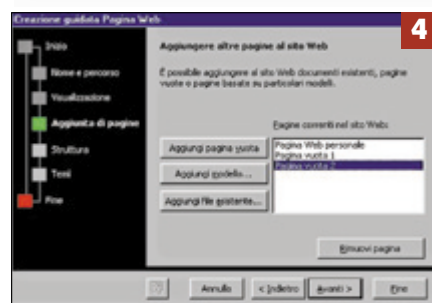 Creazione guidata Pagina Web
4
Inizio
Nome e percorso
Visualizzazione
Aggiunta di pagine
Struttura
Temi
Fine
Aggiungere altre pagine al sito Web
È possibile aggiungere al sito Web documenti esistenti, pagine
vuote o pagine basate su particolari modelli.
Pagine correnti nel sito Web:
Aggiungi pagina vuota
Aggiungi modello...
Aggiungi file esistente...
Pagina Web personale
Pagina vuota 1
Pagina vuota 2
Rimuovi pagina
?
Annulla
< Indietro
Avanti >
Fine